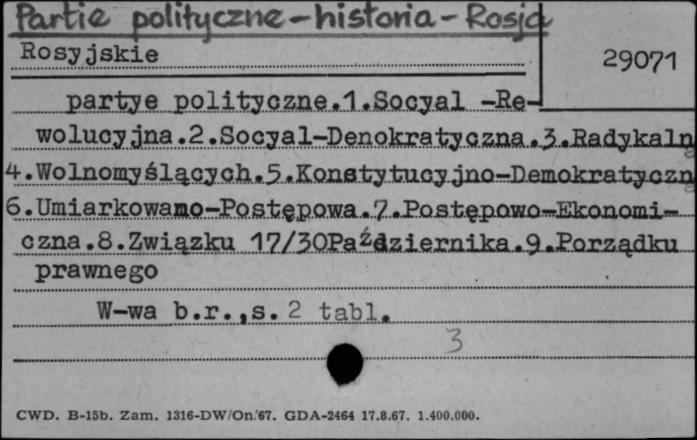 Partie polityczne - historia - Rosja
Rosyjskie
29071
partye polityczne.1.Socyal -Re-
wolucyjna.2.Socyal-Denokratyczna.3.Radykaln
4.Wolnomyślących.5.Konstytucyjno-Demokratyczn
6.Umiarkowano-Postępowa.7.Postępowo-Ekonomi-
czna.8.Związku 17/30Października.9.Porządku
prawnego
W-wa b.r.,s. 2 tabl.
3
CWD. B-15b. Zam. 1316-DW/On.'67. GDA-2464 17.8.67. 1.400.000.